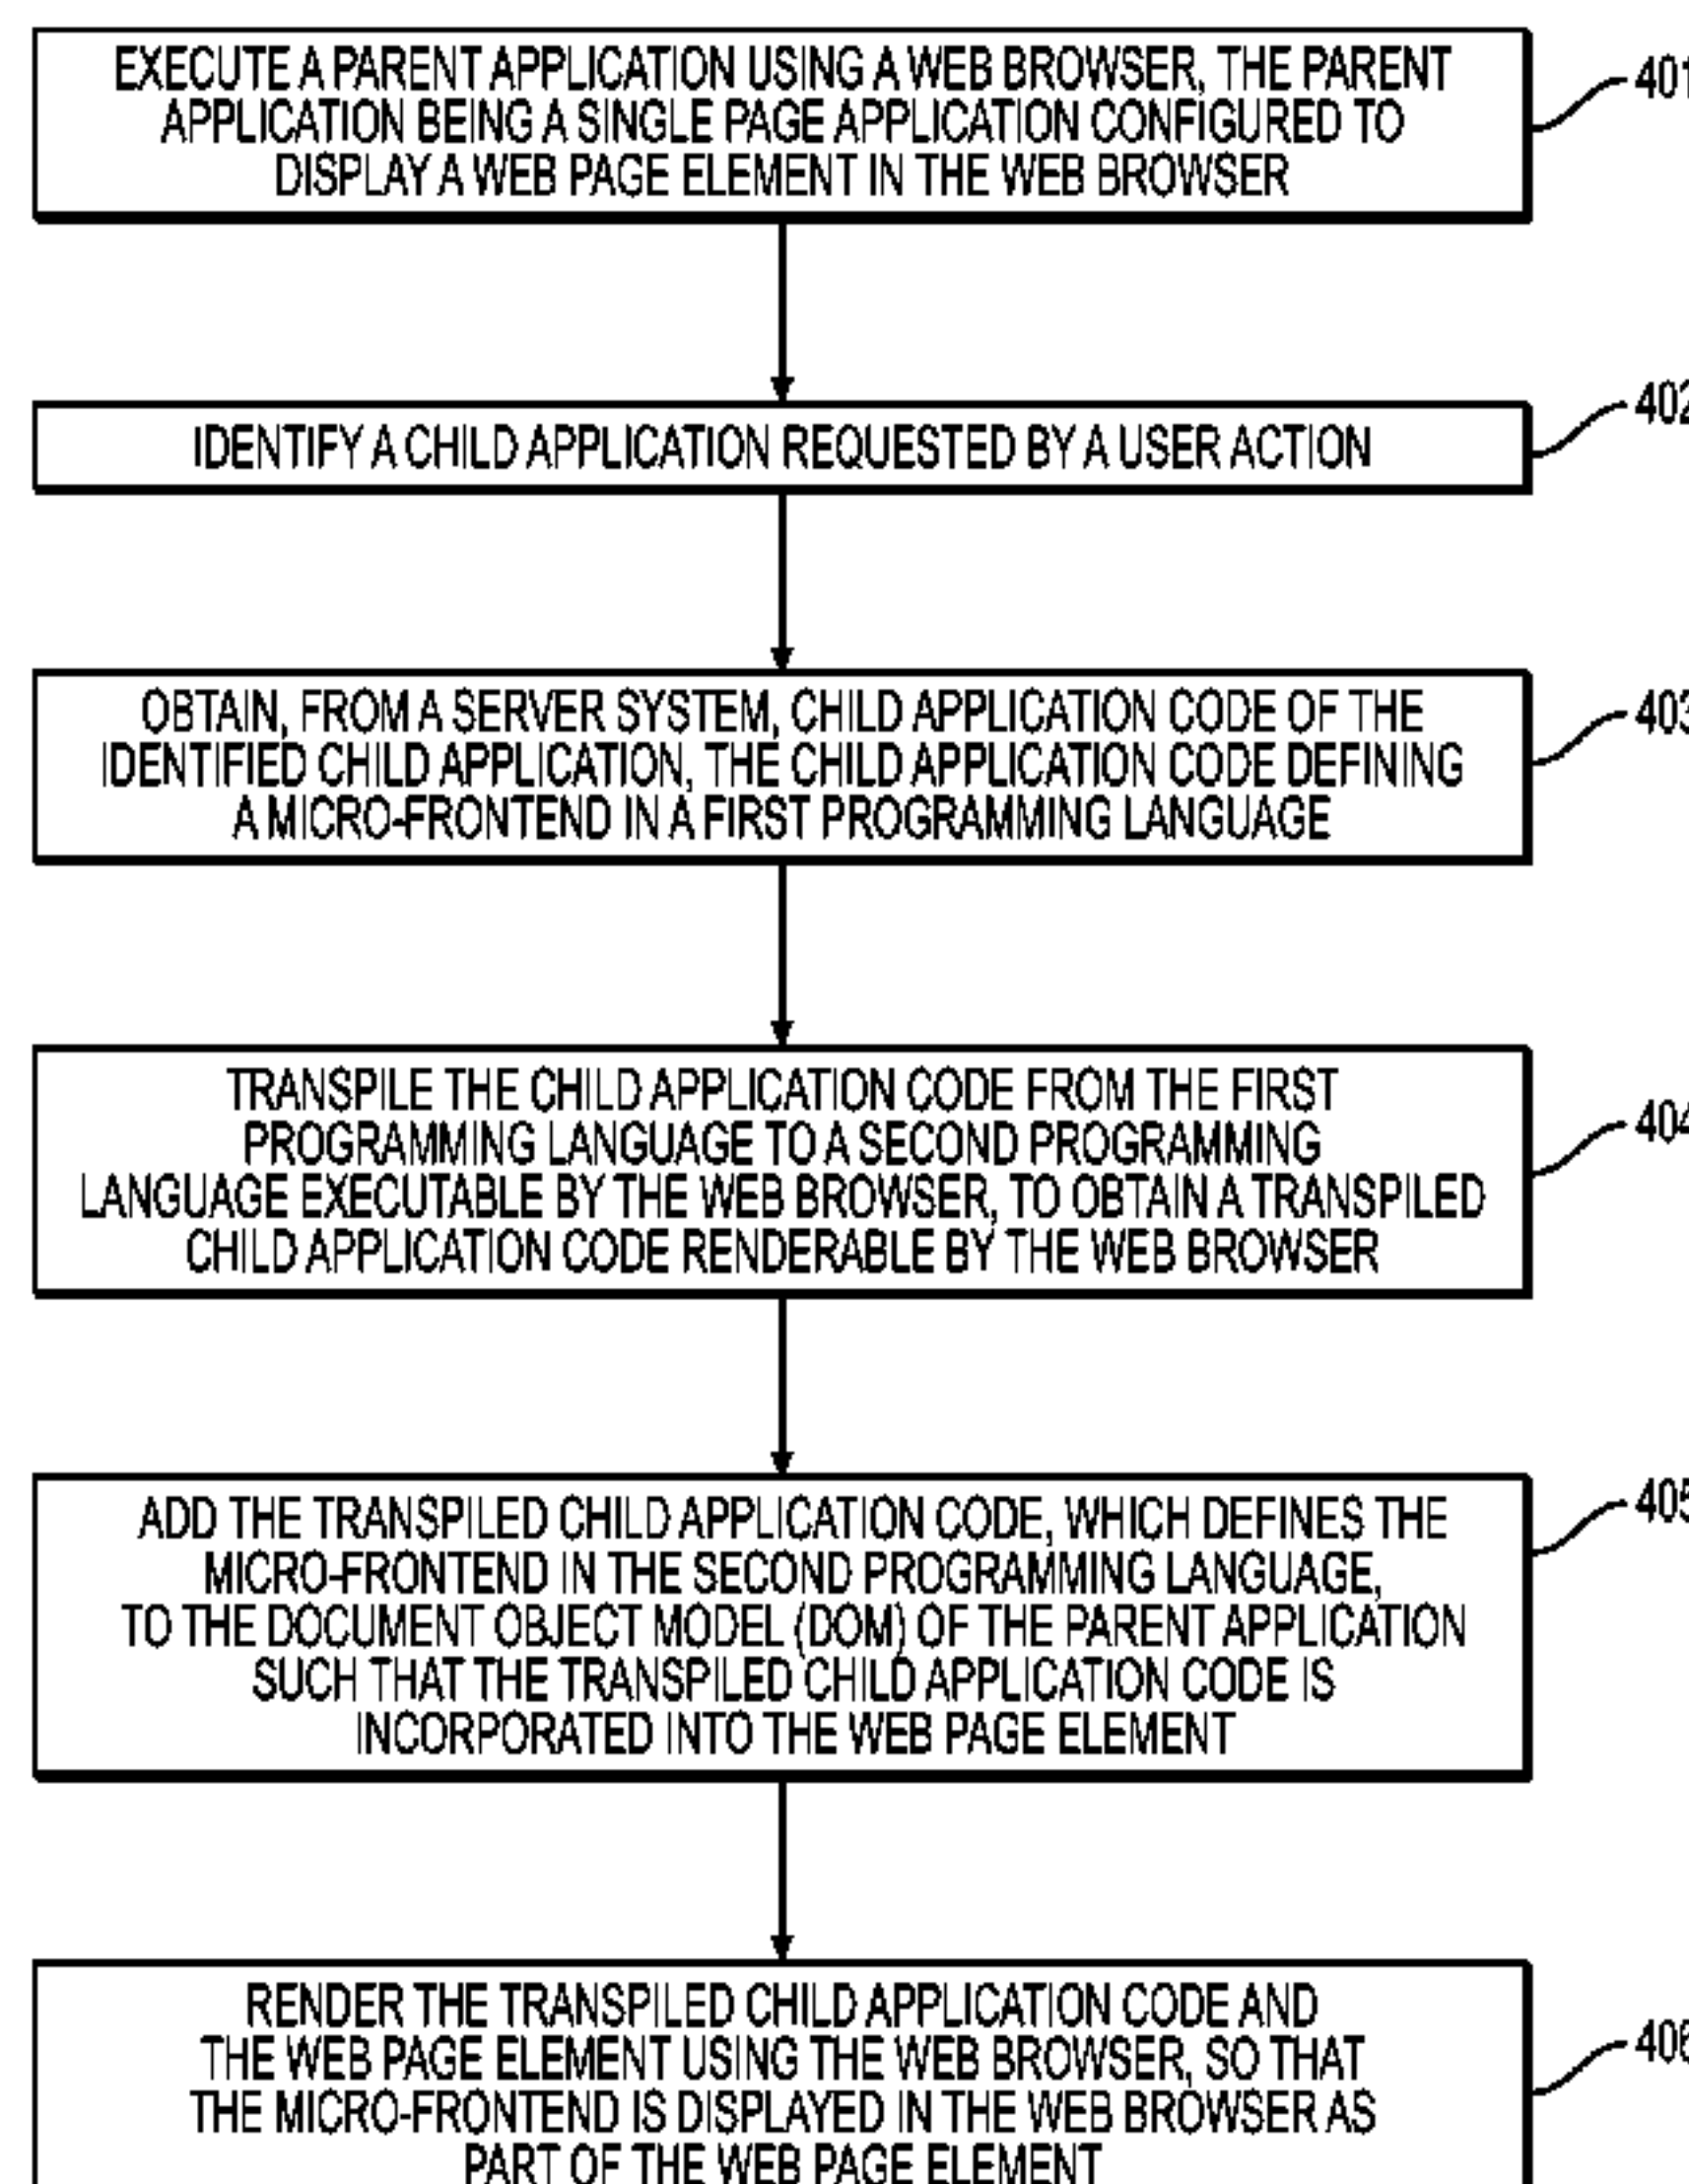 EXECUTE A PARENT APPLICATION USING A WEB BROWSER, THE PARENT
APPLICATION BEING A SINGLE PAGE APPLICATION CONFIGURED TO
DISPLAY A WEB PAGE ELEMENT IN THE WEB BROWSER
401
IDENTIFY A CHILD APPLICATION REQUESTED BY A USER ACTION
402
OBTAIN, FROM A SERVER SYSTEM, CHILD APPLICATION CODE OF THE
IDENTIFIED CHILD APPLICATION, THE CHILD APPLICATION CODE DEFINING
A MICRO-FRONTEND IN A FIRST PROGRAMMING LANGUAGE
403
TRANSPILE THE CHILD APPLICATION CODE FROM THE FIRST
PROGRAMMING LANGUAGE TO A SECOND PROGRAMMING
LANGUAGE EXECUTABLE BY THE WEB BROWSER, TO OBTAIN A TRANSPILED
CHILD APPLICATION CODE RENDERABLE BY THE WEB BROWSER
404
ADD THE TRANSPILED CHILD APPLICATION CODE, WHICH DEFINES THE
MICRO-FRONTEND IN THE SECOND PROGRAMMING LANGUAGE,
TO THE DOCUMENT OBJECT MODEL (DOM) OF THE PARENT APPLICATION
SUCH THAT THE TRANSPILED CHILD APPLICATION CODE IS
INCORPORATED INTO THE WEB PAGE ELEMENT
405
RENDER THE TRANSPILED CHILD APPLICATION CODE AND
THE WEB PAGE ELEMENT USING THE WEB BROWSER, SO THAT
THE MICRO-FRONTEND IS DISPLAYED IN THE WEB BROWSER AS
PART OF THE WEB PAGE ELEMENT
406